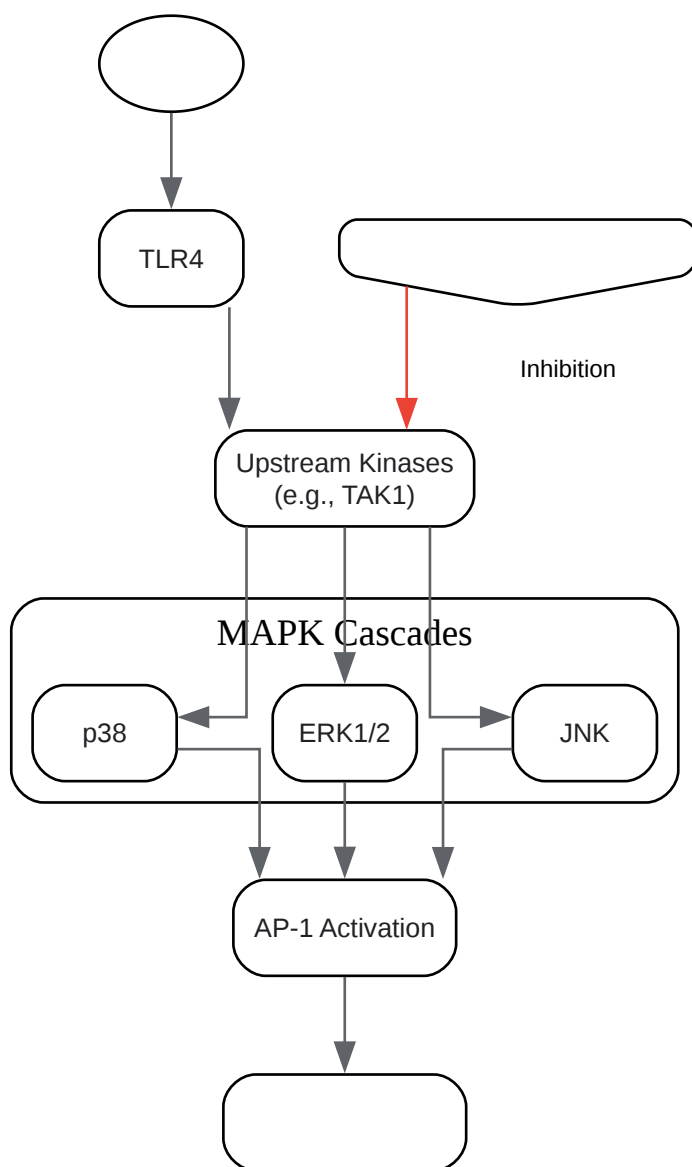 TLR4
Inhibition
Upstream Kinases
(e.g., TAK1)
MAPK Cascades
p38
ERK1/2
JNK
AP-1 Activation